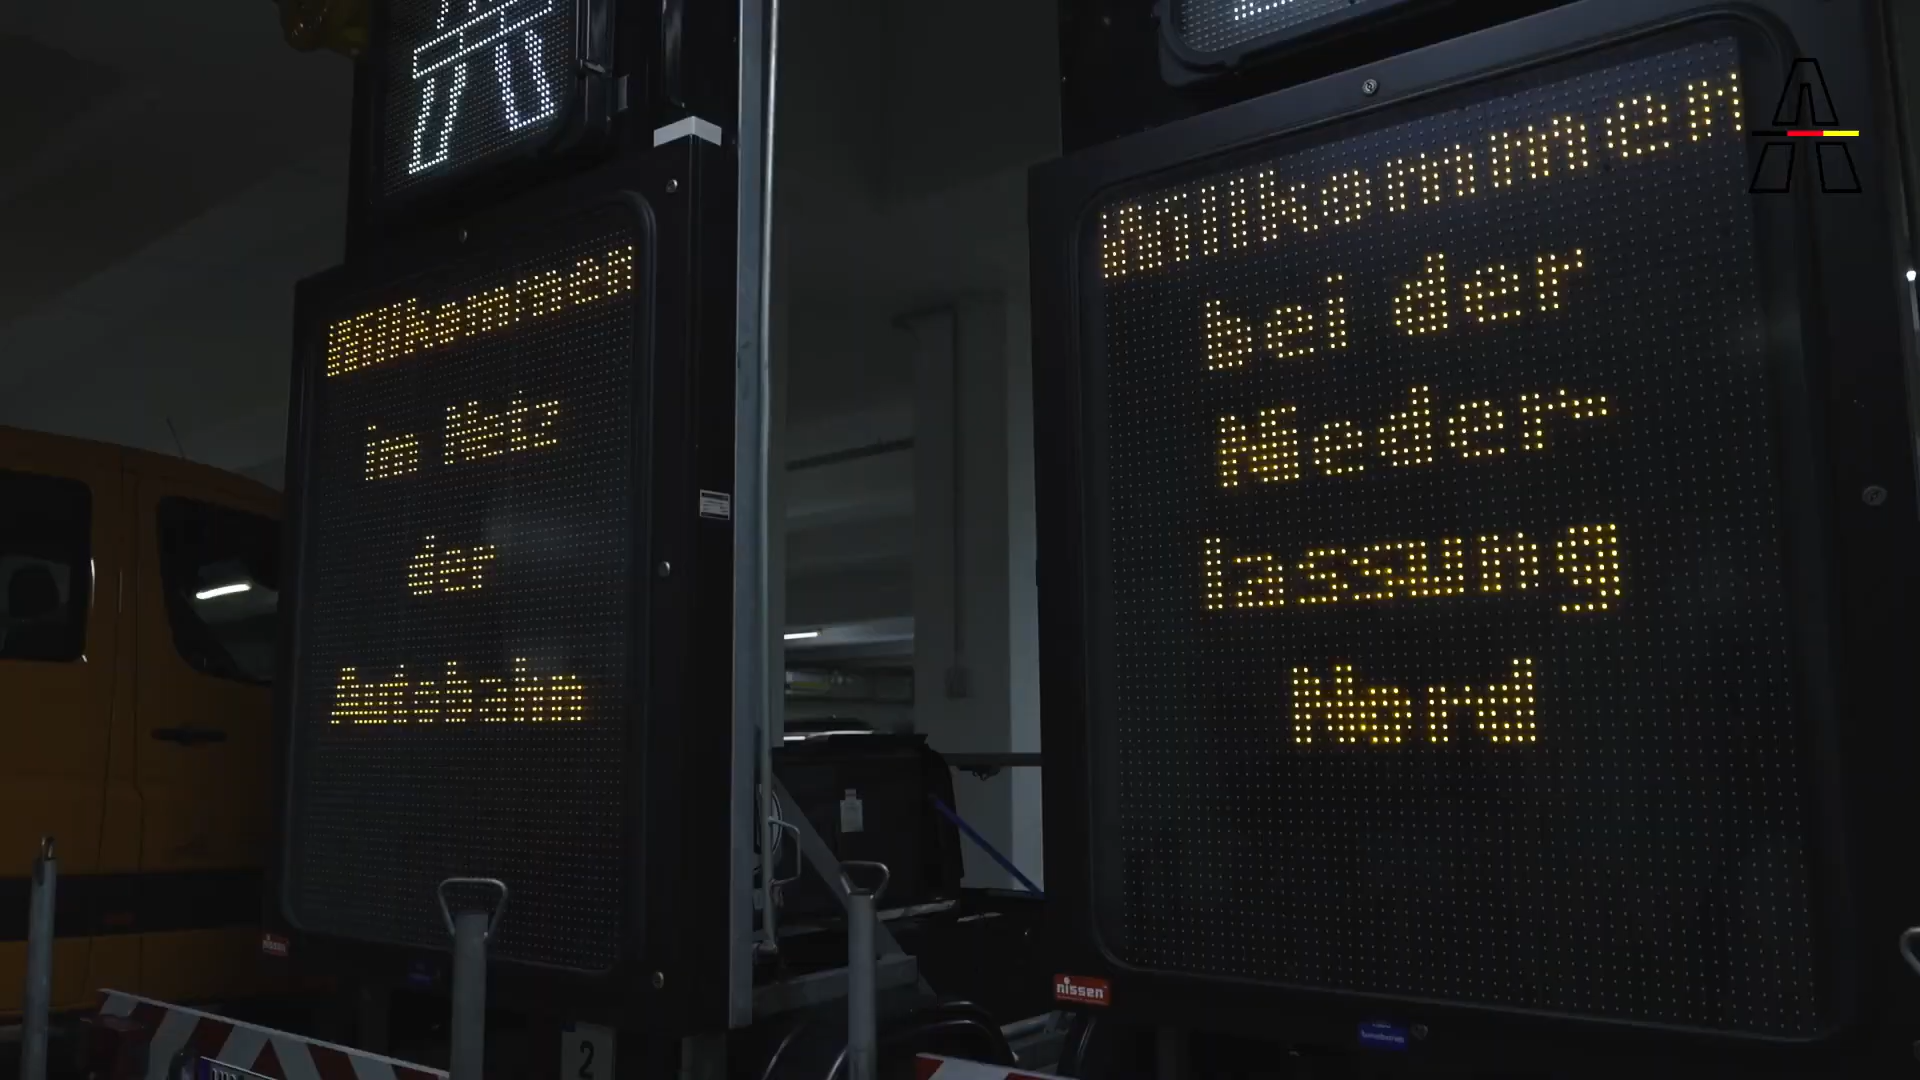 Willkommen
im Netz
der
Autobahn
Willkommen
bei der
Nieder-
lassung
Nord
nissen
nissen
2